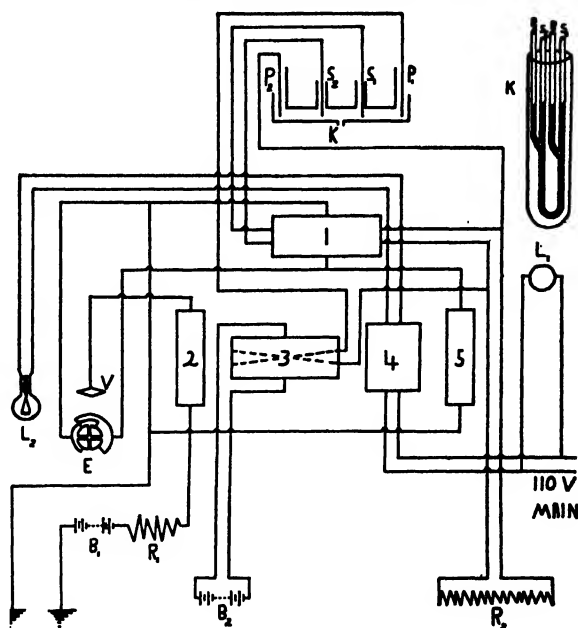 K
P₂ S₂ S₁ P₁
K
L₁
1
2 3 4 5
V
L₂
E
110 V
MAIN
B₁ R₁
B₂
R₂